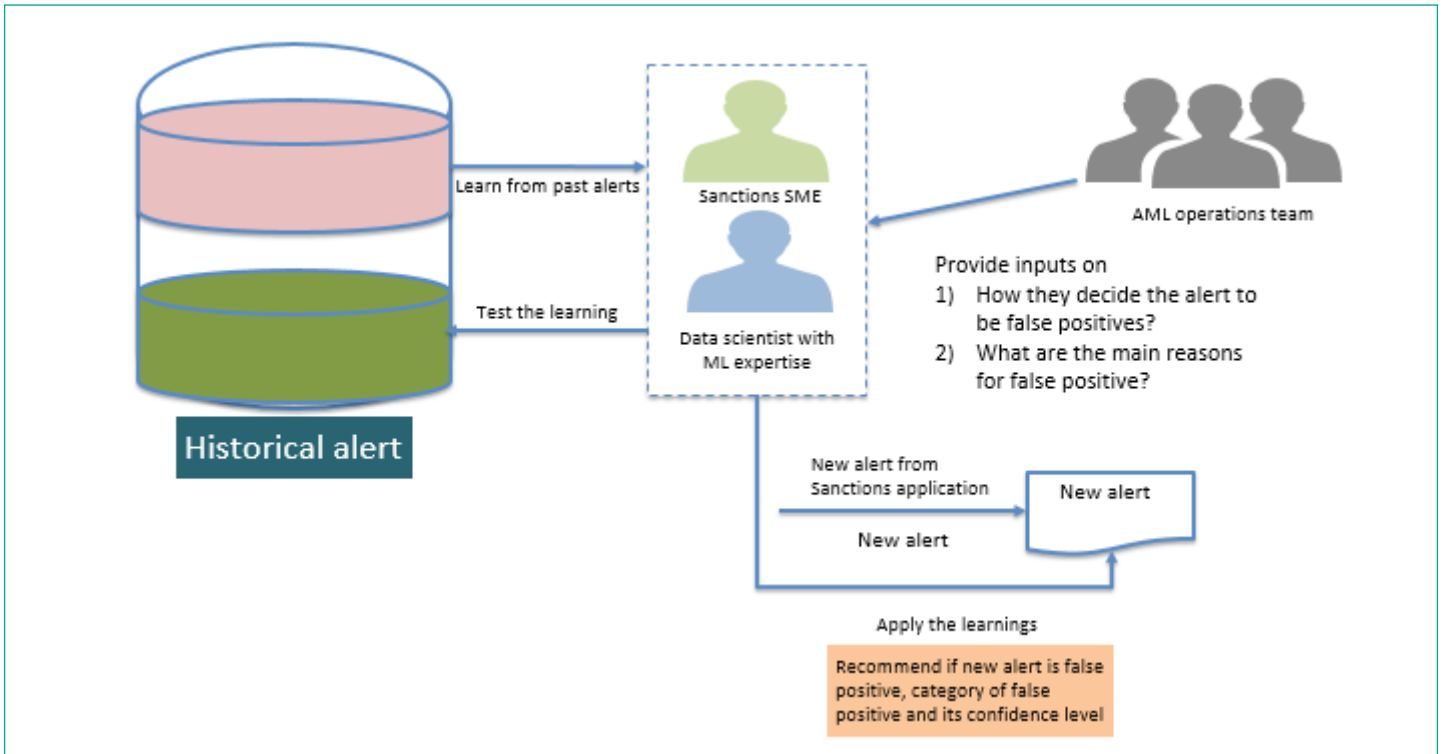 Learn from past alerts
Sanctions SME
AML operations team
Provide inputs on
1) How they decide the alert to
be false positives?
2) What are the main reasons
for false positive?
Test the learning
Data scientist with
ML expertise
Historical alert
New alert from
Sanctions application
New alert
New alert
Apply the learnings
Recommend if new alert is false
positive, category of false
positive and its confidence level